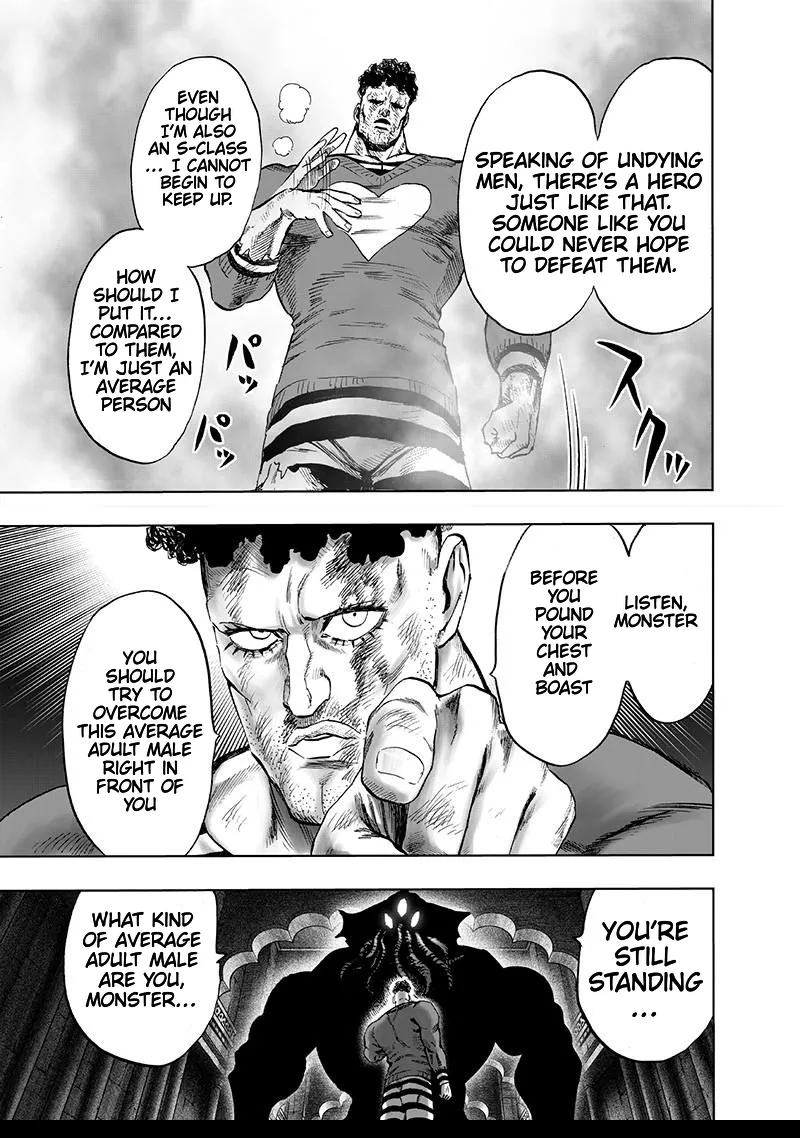 SPEAKING OF UNDYING
MEN, THERE'S A HERO
JUST LIKE THAT.
SOMEONE LIKE YOU
COULD NEVER HOPE
TO DEFEAT THEM.
EVEN
THOUGH
I'M ALSO
AN S-CLASS
... I CANNOT
BEGIN TO
KEEP UP.
HOW
SHOULD I
PUT IT...
COMPARED
TO THEM,
I'M JUST AN
AVERAGE
PERSON
スクッ
パッ
パッ
LISTEN,
MONSTER
BEFORE
YOU
POUND
YOUR
CHEST
AND
BOAST
YOU
SHOULD
TRY TO
OVERCOME
THIS AVERAGE
ADULT MALE
RIGHT IN
FRONT OF
YOU
YOU'RE
STILL
STANDING
...
WHAT KIND
OF AVERAGE
ADULT MALE
ARE YOU,
MONSTER...